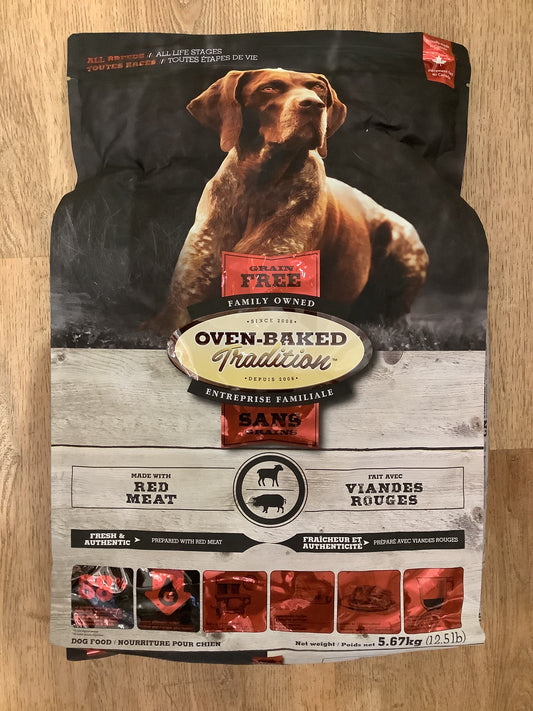 ALL BREEDS / ALL LIFE STAGES
TOUTES RACES / TOUTES ÉTAPES DE VIE
GRAIN
FREE
FAMILY OWNED
• SINCE 2006 •
OVEN-BAKED
Tradition™
• DEPUIS 2006 •
ENTREPRISE FAMILIALE
SANS
GRAINS
MADE WITH
RED
MEAT
FAIT AVEC
VIANDES
ROUGES
FRESH &
AUTHENTIC
PREPARED WITH RED MEAT
FRAÎCHEUR ET
AUTHENTICITÉ
PRÉPARÉ AVEC VIANDES ROUGES
DOG FOOD / NOURRITURE POUR CHIEN
Net weight / Poids net 5.67kg (12.5lb)